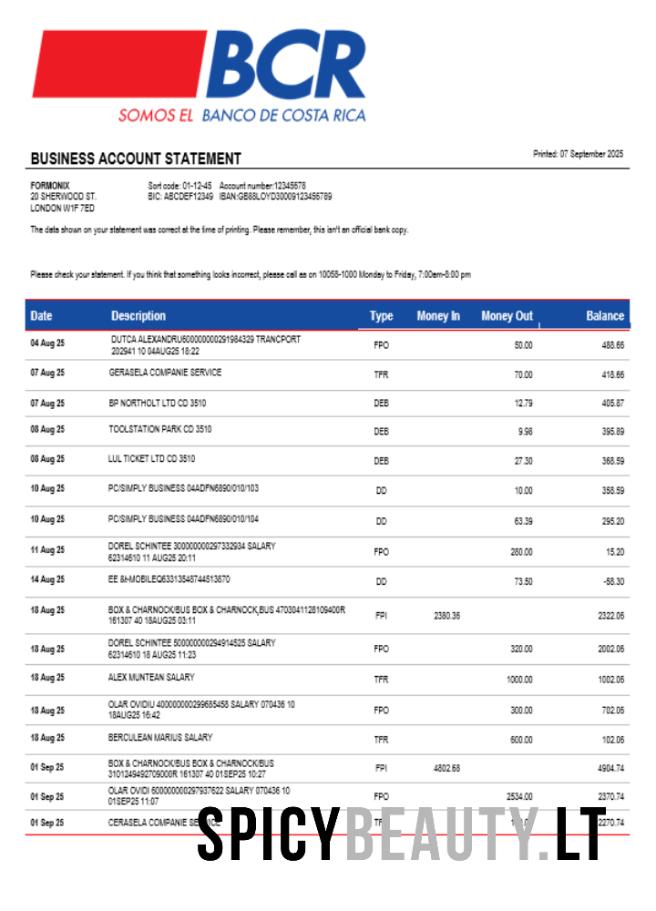 BCR
SOMOS EL BANCO DE COSTA RICA
BUSINESS ACCOUNT STATEMENT
Printed: 07 September 2025
FORMONIX Sort code: 01-12-45 Account number:12345678
20 SHERWOOD ST. BIC: ABCDEF12349 IBAN:GB88LOYD30009123456789
LONDON W1F 7ED
The data shown on your statement was correct at the time of printing. Please remember, this isn't an official bank copy.
Please check your statement. If you think that something looks incorrect, please call as on 10055-1000 Monday to Friday, 7:00em-8:00 pm
Date Description Type Money In Money Out Balance
04 Aug 25 DUTCA ALEXANDRU600000000291984329 TRANCPORT FPO 50.00 488.66
202941 10 04AUG25 18:22
07 Aug 25 GERASELA COMPANIE SERVICE TFR 70.00 418.66
07 Aug 25 BP NORTHOLT LTD CD 3510 DEB 12.79 405.87
08 Aug 25 TOOLSTATION PARK CD 3510 DEB 9.98 395.89
08 Aug 25 LUL TICKET LTD CD 3510 DEB 27.30 368.59
10 Aug 25 PC/SIMPLY BUSINESS 04ADFN6890/010/103 DD 10.00 358.59
10 Aug 25 PC/SIMPLY BUSINESS 04ADFN6890/010/104 DD 63.39 295.20
11 Aug 25 DOREL SCHINTEE 300000000297332934 SALARY FPO 280.00 15.20
62314610 11 AUG25 20:11
14 Aug 25 EE &t-MOBILEQ63313548744513870 DD 73.50 -58.30
18 Aug 25 BOX & CHARNOCK/BUS BOX & CHARNOCK,BUS 4703041128109400R FPI 2380.36 2322.06
161307 40 18AUG25 03:11
18 Aug 25 DOREL SCHINTEE 500000000294914525 SALARY FPO 320.00 2002.06
62314610 18 AUG25 11:23
18 Aug 25 ALEX MUNTEAN SALARY TFR 1000.00 1002.06
18 Aug 25 OLAR OVIDIU 400000000299685458 SALARY 070436 10 FPO 300.00 702.06
18AUG25 16:42
18 Aug 25 BERCULEAN MARIUS SALARY TFR 600.00 102.06
01 Sep 25 BOX & CHARNOCK/BUS BOX & CHARNOCK/BUS FPI 4802.68 4904.74
3101249492709000R 161307 40 01SEP25 10:27
01 Sep 25 OLAR OVIDI 600000000297937622 SALARY 070436 10 FPO 2534.00 2370.74
01SEP25 11:07
01 Sep 25 CERASELA COMPANIE 2270.74
SPICYBEAUTY.LT